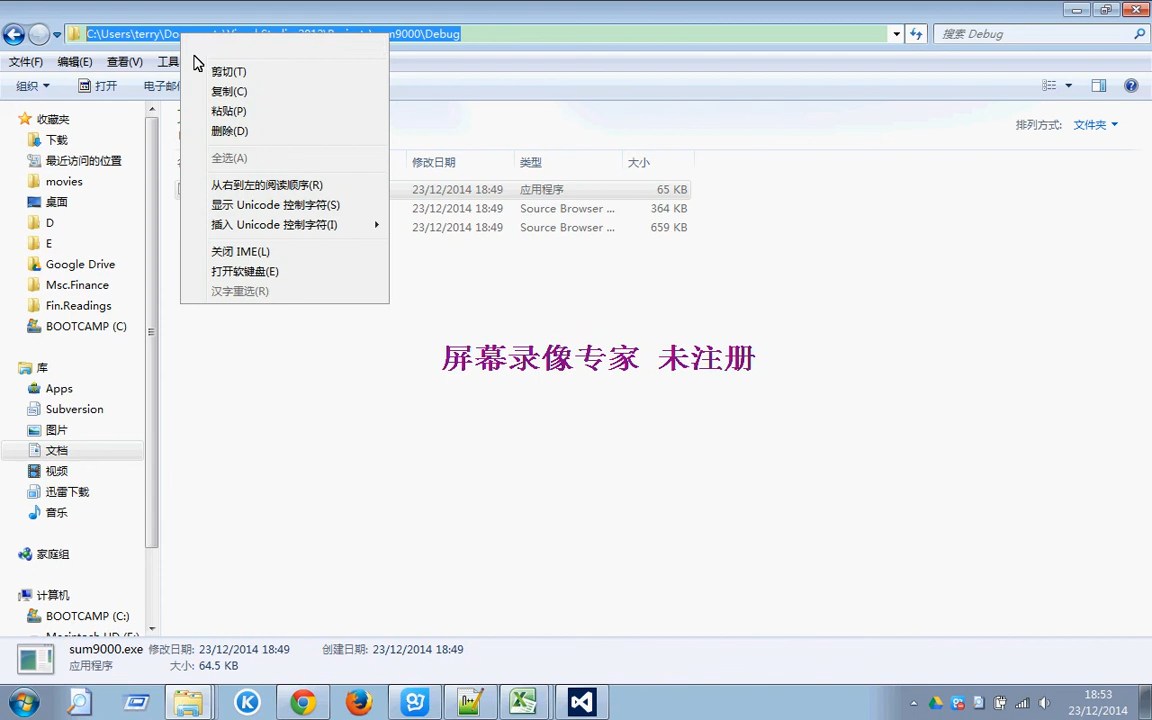 C:\Users\terry\Do
um9000\Debug
搜索 Debug
文件(F) 编辑(E) 查看(V) 工具
组织 打开 电子邮
剪切(T)
复制(C)
粘贴(P)
删除(D)
全选(A)
从右到左的阅读顺序(R)
显示 Unicode 控制字符(S)
插入 Unicode 控制字符(I)
关闭 IME(L)
打开软键盘(E)
汉字重选(R)
排列方式: 文件夹
修改日期 类型 大小
23/12/2014 18:49 应用程序 65 KB
23/12/2014 18:49 Source Browser ... 364 KB
23/12/2014 18:49 Source Browser ... 659 KB
收藏夹
下载
最近访问的位置
movies
桌面
D
E
Google Drive
Msc.Finance
Fin.Readings
BOOTCAMP (C)
库
Apps
Subversion
图片
文档
视频
迅雷下载
音乐
家庭组
计算机
BOOTCAMP (C:)
屏幕录像专家 未注册
sum9000.exe 修改日期: 23/12/2014 18:49 创建日期: 23/12/2014 18:49
应用程序 大小: 64.5 KB
18:53
23/12/2014